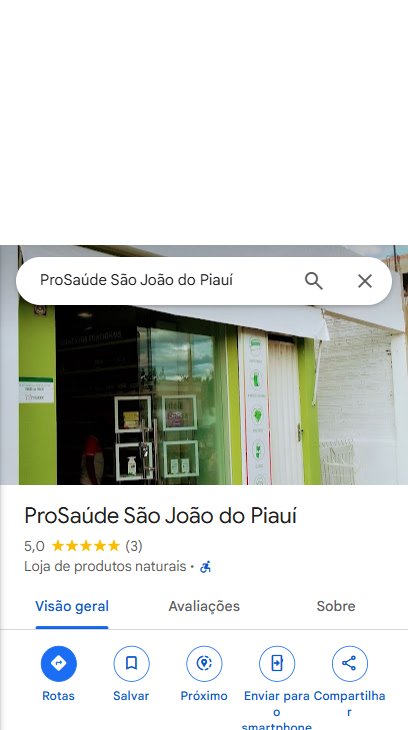 ProSaúde São João do Piauí
ProSaúde São João do Piauí
5,0 (3)
Loja de produtos naturais ·
Visão geral
Avaliações
Sobre
Rotas
Salvar
Próximo
Enviar para o smartphone
Compartilhar